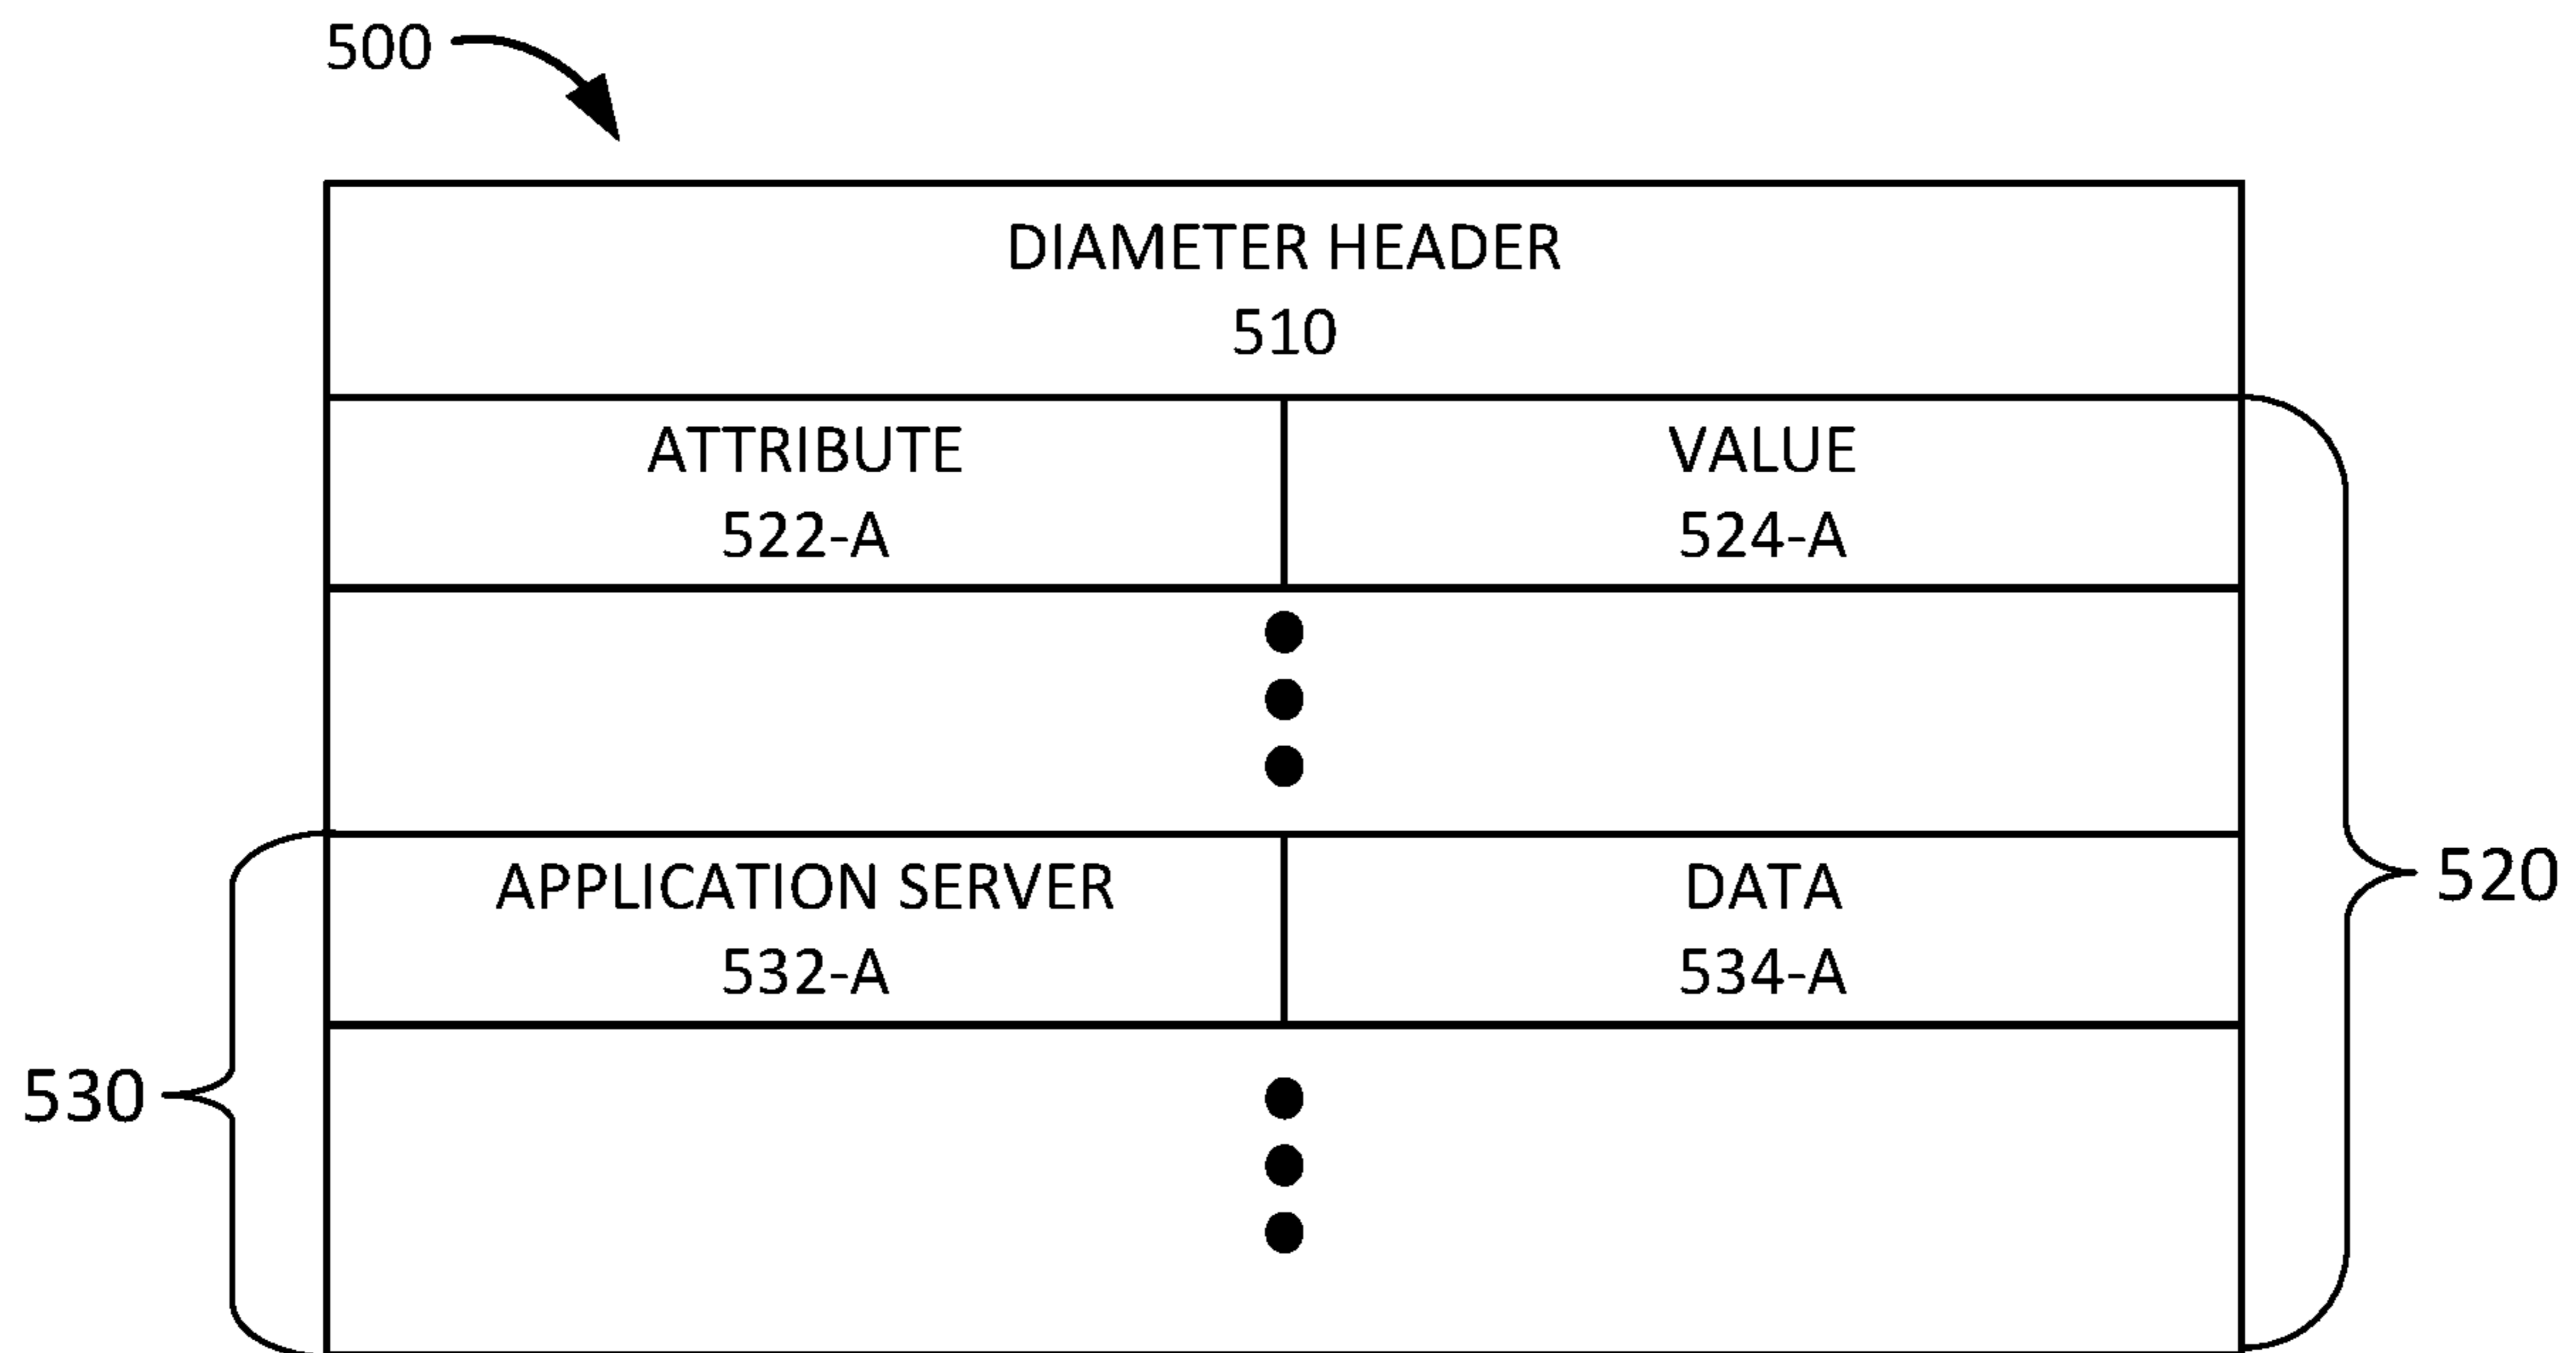 500
DIAMETER HEADER
510
ATTRIBUTE
522-A
VALUE
524-A
APPLICATION SERVER
532-A
DATA
534-A
520
530